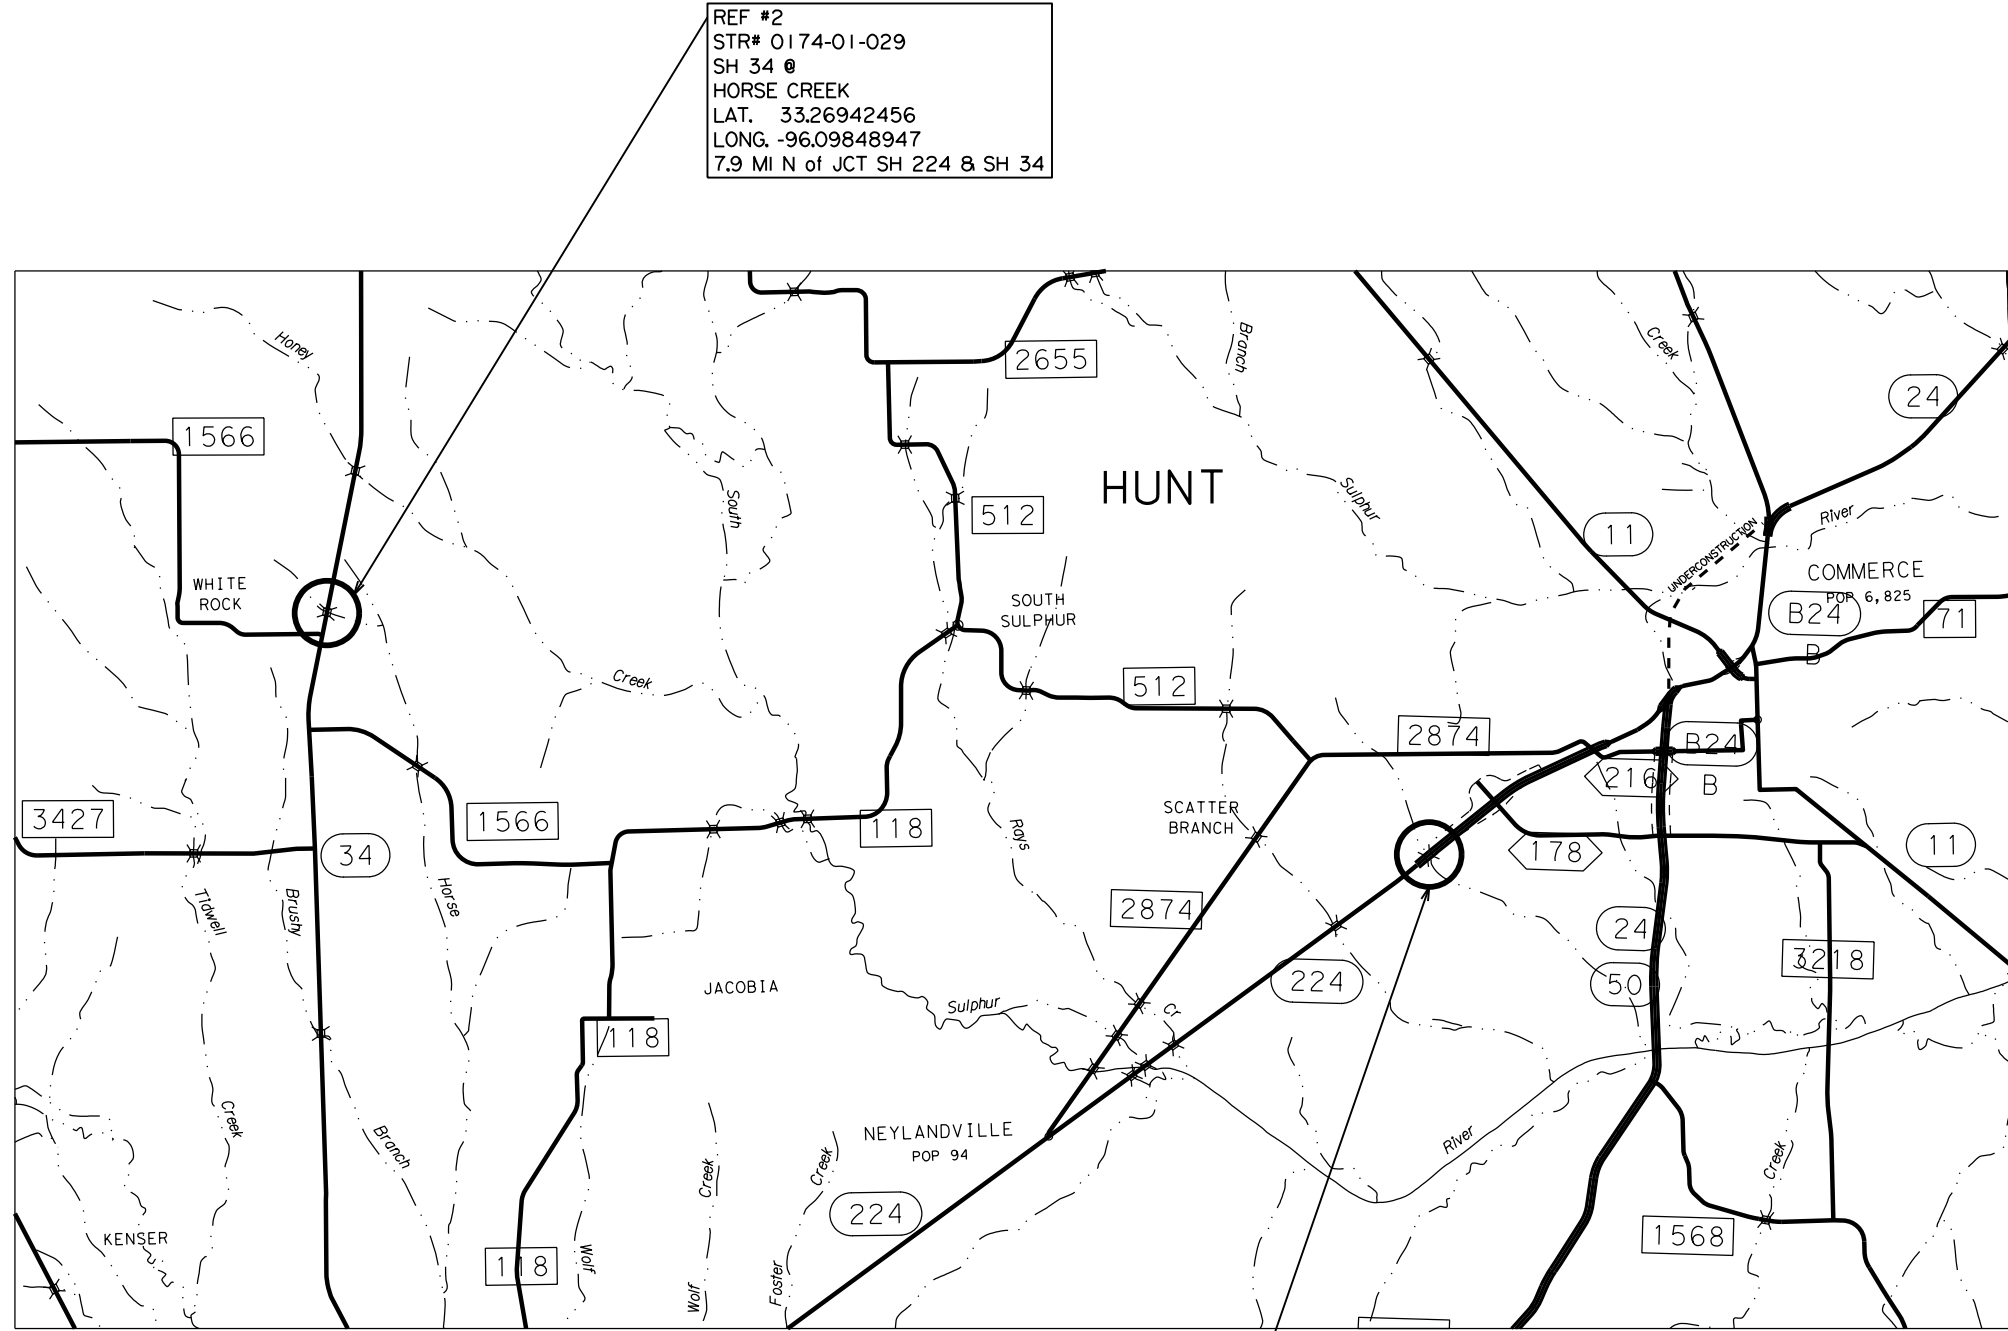 REF #2
STR# 0174-01-029
SH 34 @
HORSE CREEK
LAT. 33.26942456
LONG. -96.09848947
7.9 MI N of JCT SH 224 & SH 34
Honey
Branch
Creek
2655
24
1566
HUNT
South
512
Sulphur
11
UNDERCONSTRUCTION
River
WHITE
ROCK
COMMERCE
POP 6,825
B24
71
B
SOUTH
SULPHUR
Creek
512
2874
B24
216
B
3427
1566
118
SCATTER
BRANCH
Rays
34
178
11
Tidwell
Brushy
Horse
2874
24
3218
224
50
JACOBIA
Sulphur
Cr
118
Creek
Branch
NEYLANDVILLE
POP 94
River
Creek
Creek
Creek
224
1568
KENSER
118
Wolf
Wolf
Foster